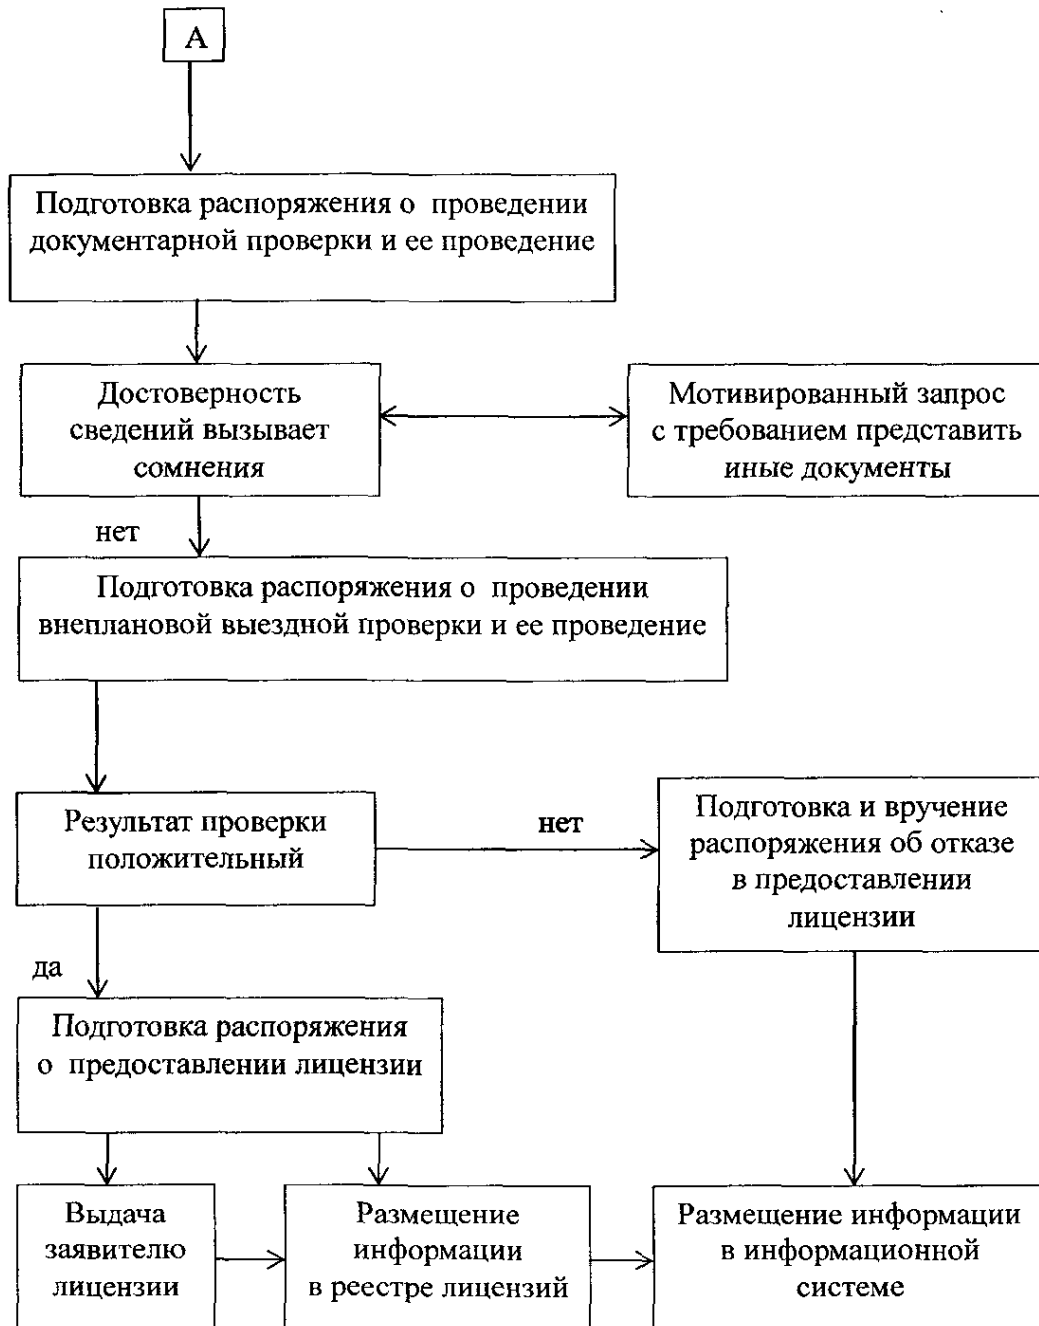 А
Подготовка распоряжения о проведении
документарной проверки и ее проведение
Достоверность
сведений вызывает
сомнения
Мотивированный запрос
с требованием представить
иные документы
нет
Подготовка распоряжения о проведении
внеплановой выездной проверки и ее проведение
Результат проверки
положительный
нет
Подготовка и вручение
распоряжения об отказе
в предоставлении
лицензии
да
Подготовка распоряжения
о предоставлении лицензии
Выдача
заявителю
лицензии
Размещение
информации
в реестре лицензий
Размещение информации
в информационной
системе